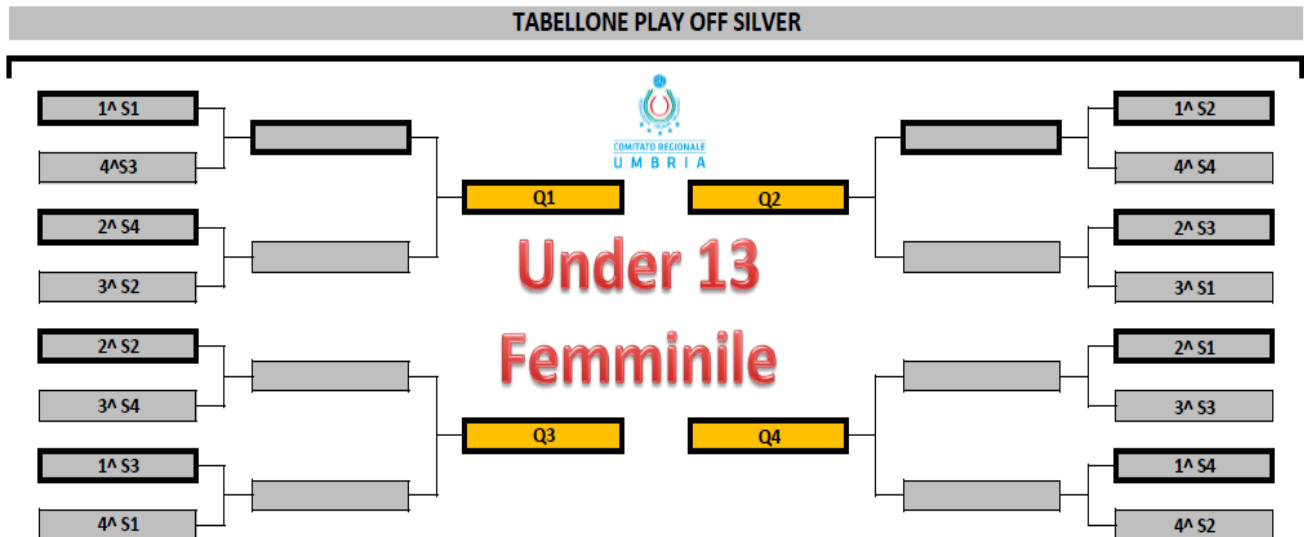 TABELLONE PLAY OFF SILVER
1^ S1
4^S3
2^ S4
3^ S2
2^ S2
3^ S4
1^ S3
4^ S1
COMITATO REGIONALE
UMBRIA
Q1
Q2
Under 13
Femminile
Q3
Q4
1^ S2
4^ S4
2^ S3
3^ S1
2^ S1
3^ S3
1^ S4
4^ S2